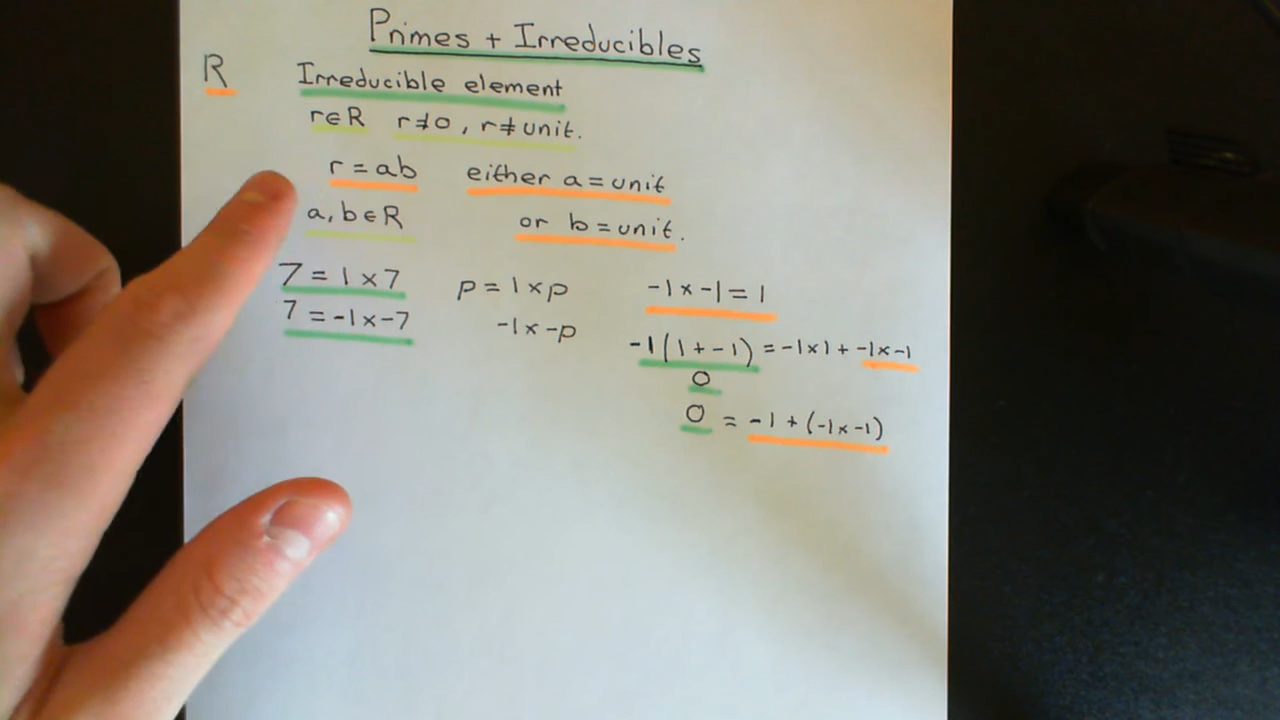 Primes + Irreducibles
R Irreducible element
r∈R r≠0, r≠unit.
r = ab either a = unit
a, b ∈ R or b = unit.
7 = 1 x 7 p = 1 x p -1 x -1 = 1
7 = -1 x -7 -1 x -p
-1(1 + -1) = -1 x 1 + -1 x -1
0
0 = -1 + (-1 x -1)